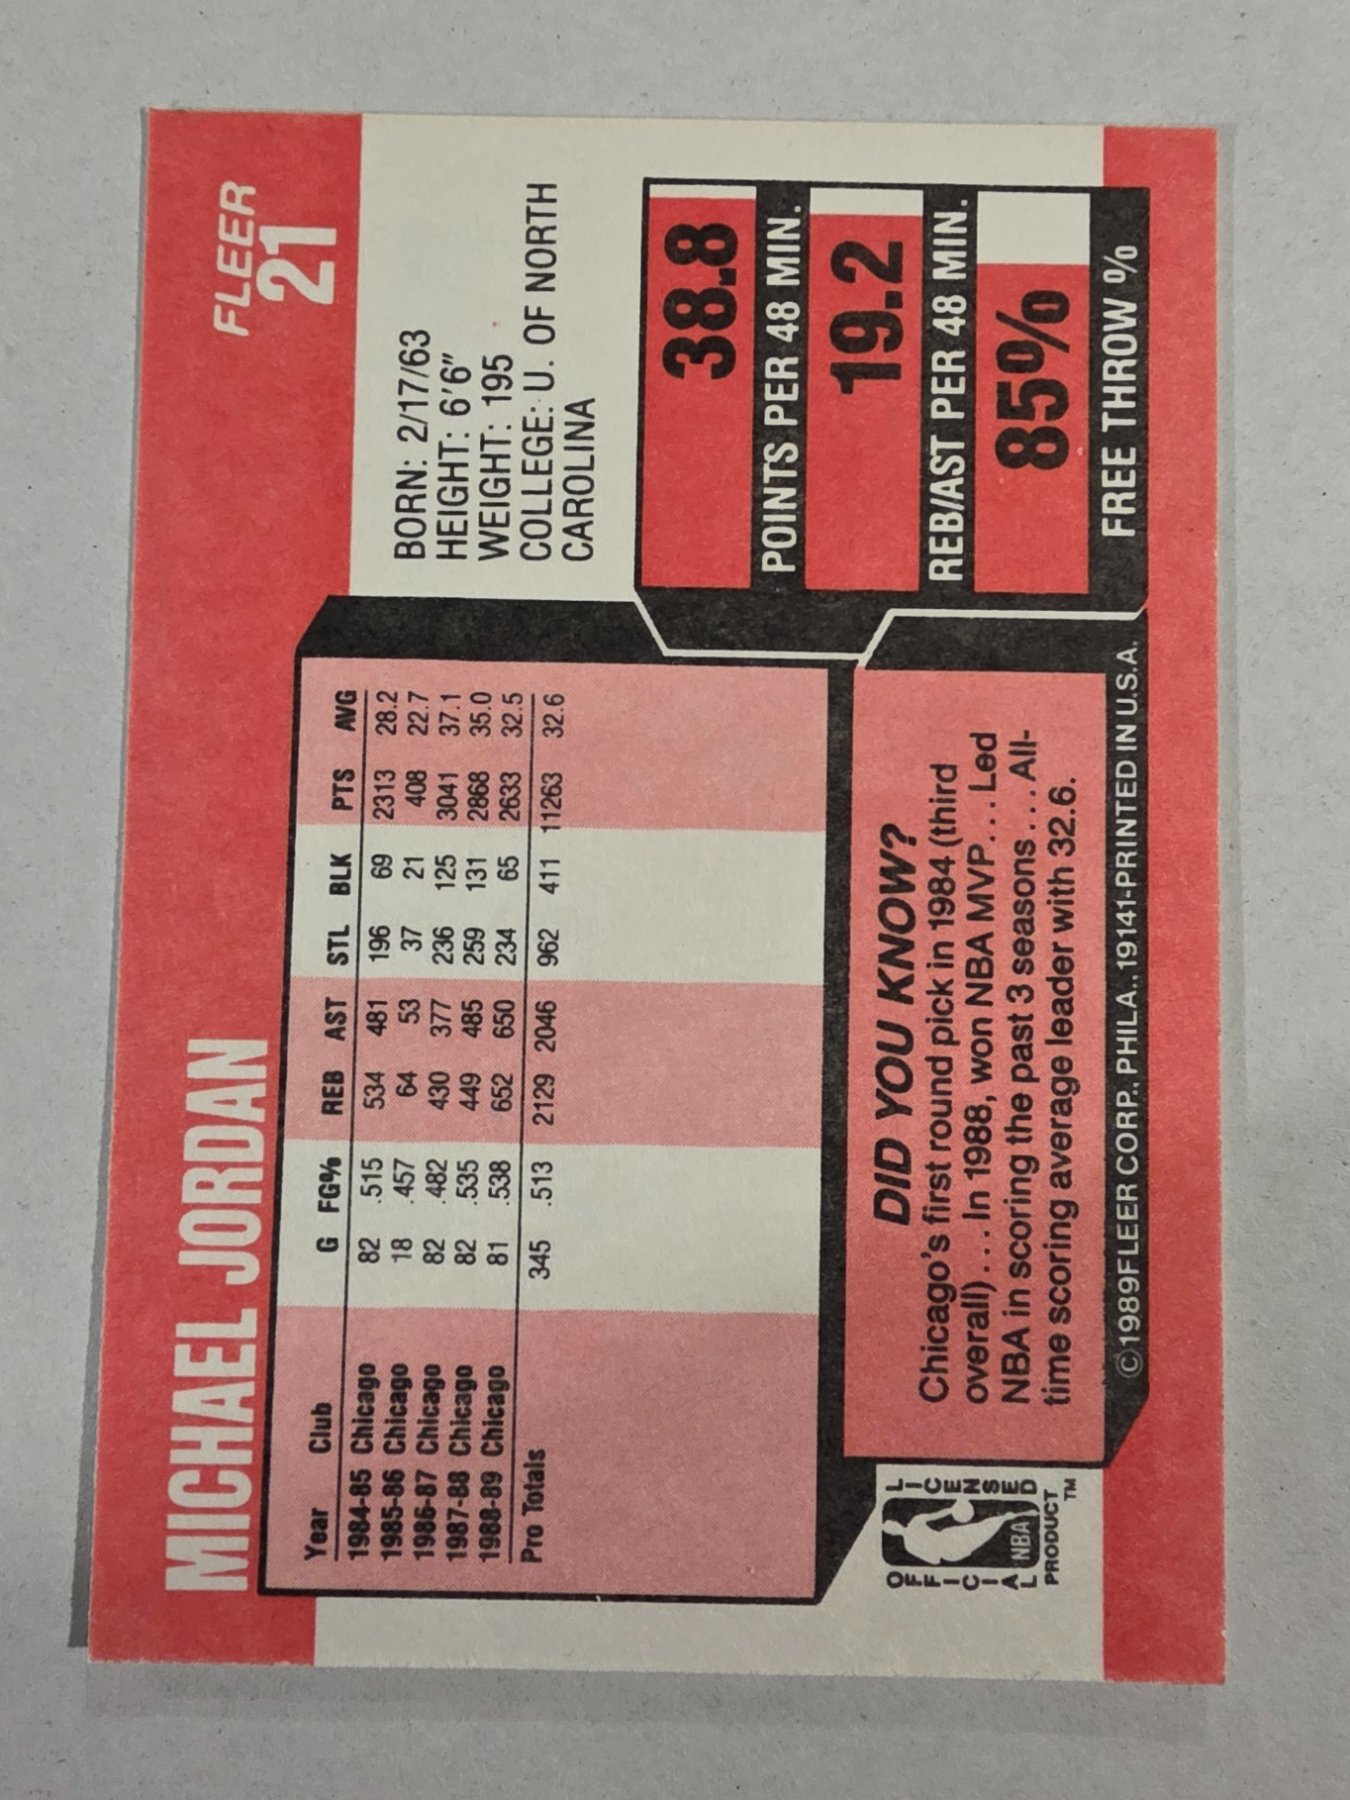 FLEER
MICHAEL JORDAN 21
Year Club G FG% REB AST STL BLK PTS AVG
1984-85 Chicago 82 .515 534 481 196 69 2313 28.2
1985-86 Chicago 18 .457 64 53 37 21 408 22.7
1986-87 Chicago 82 .482 430 377 236 125 3041 37.1
1987-88 Chicago 82 .535 449 485 259 131 2868 35.0
1988-89 Chicago 81 .538 652 650 234 65 2633 32.5
Pro Totals 345 .513 2129 2046 962 411 11263 32.6
BORN: 2/17/63
HEIGHT: 6'6"
WEIGHT: 195
COLLEGE: U. OF NORTH
CAROLINA
38.8
POINTS PER 48 MIN.
19.2
REB/AST PER 48 MIN.
85%
FREE THROW %
DID YOU KNOW?
Chicago's first round pick in 1984 (third
overall)...In 1988, won NBA MVP...Led
NBA in scoring the past 3 seasons...All-
time scoring average leader with 32.6.
OFFICIAL LICENSED
NBA
PRODUCT TM
©1989FLEER CORP., PHILA., 19141-PRINTED IN U.S.A.